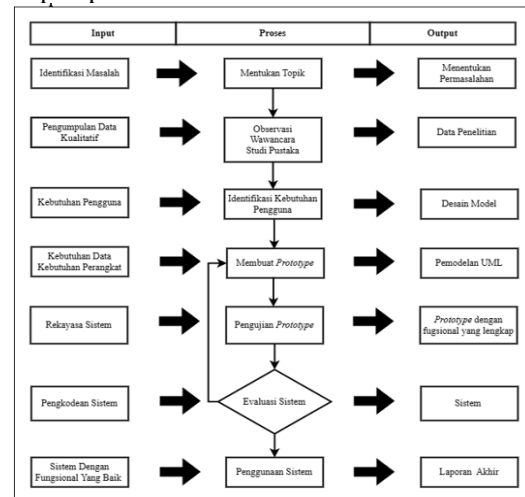 Input Proses Output
Identifikasi Masalah
Mentukan Topik
Menentukan
Permasalahan
Pengumpulan Data
Kualitatif
Observasi
Wawancara
Studi Pustaka
Data Penelitian
Kebutuhan Pengguna
Identifikasi Kebutuhan
Pengguna
Desain Model
Kebutuhan Data
Kebutuhan Perangkat
Membuat Prototype
Pemodelan UML
Rekayasa Sistem
Pengujian Prototype
Prototype dengan
fugsional yang lengkap
Pengkodean Sistem
Evaluasi Sistem
Sistem
Sistem Dengan
Fungsional Yang Baik
Penggunaan Sistem
Laporan Akhir